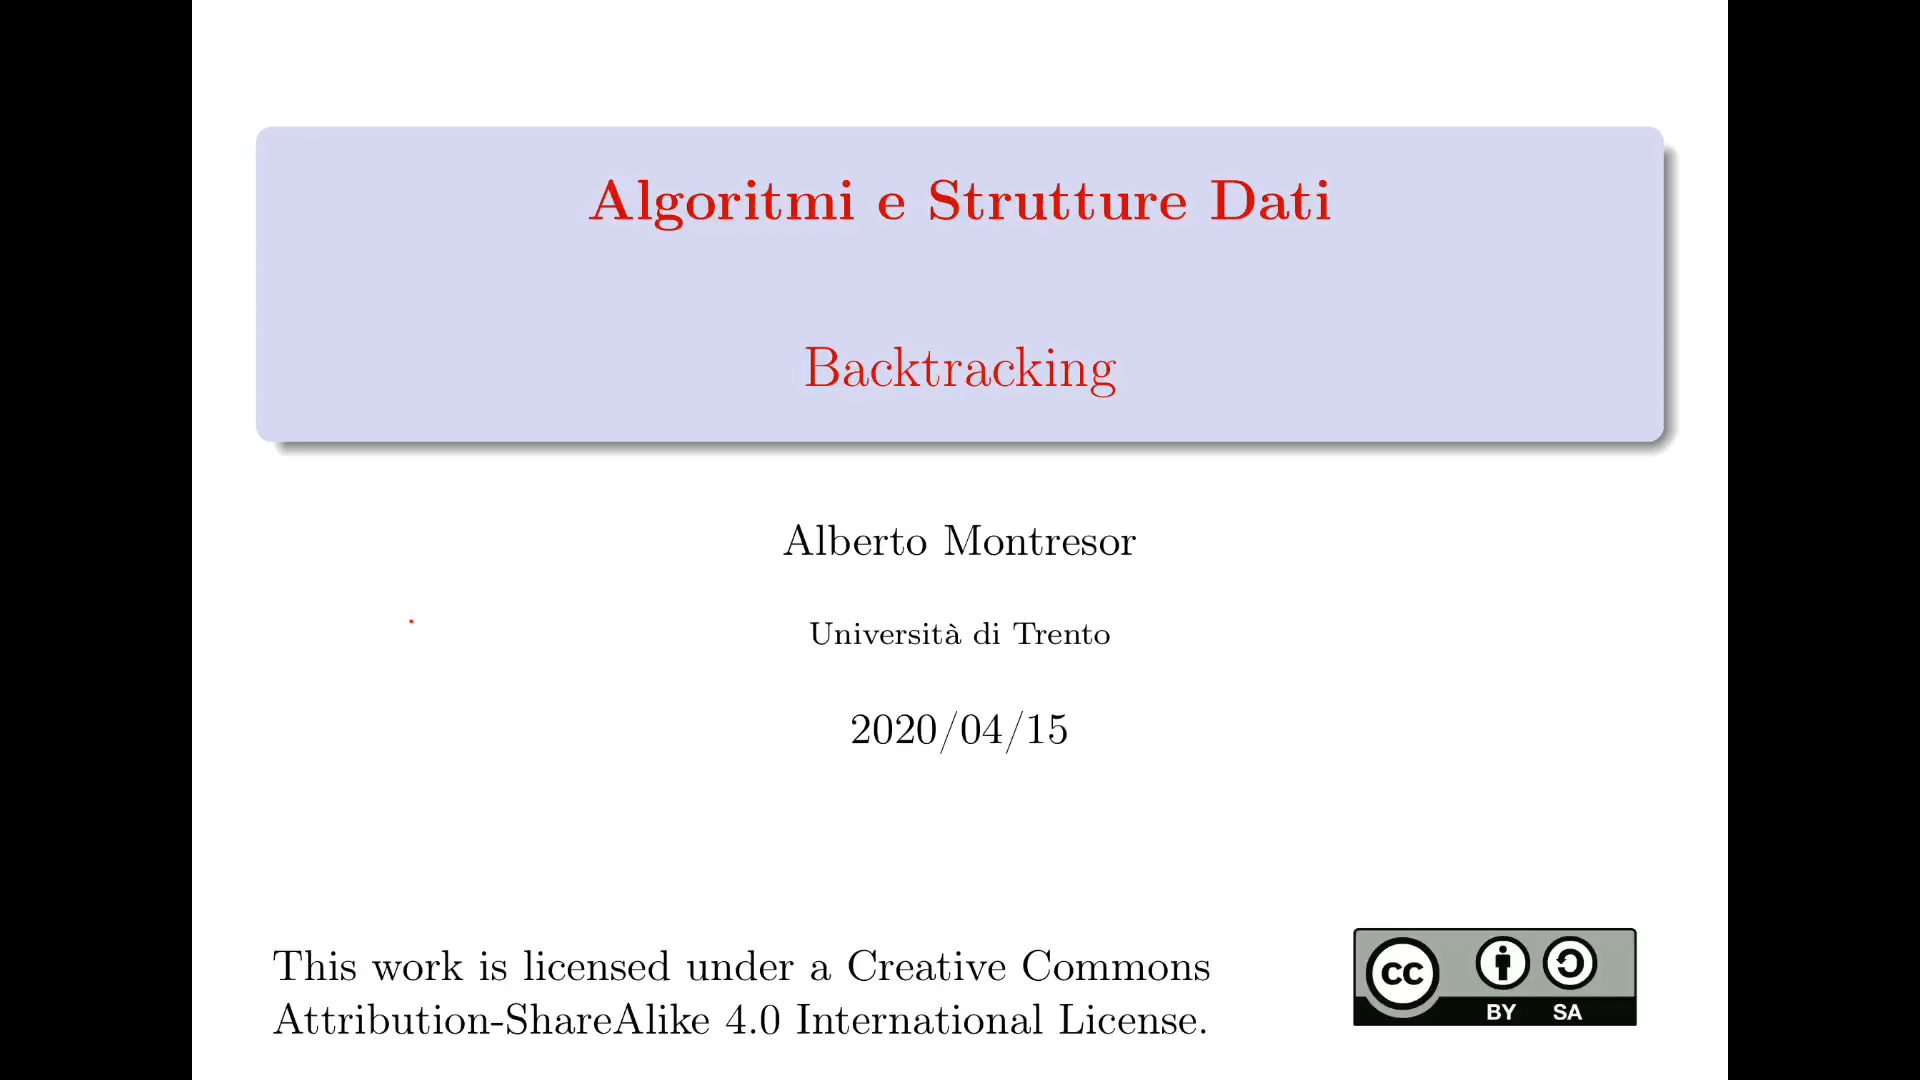 Algoritmi e Strutture Dati
Backtracking
Alberto Montresor
Università di Trento
2020/04/15
This work is licensed under a Creative Commons
Attribution-ShareAlike 4.0 International License.
cc
BY SA